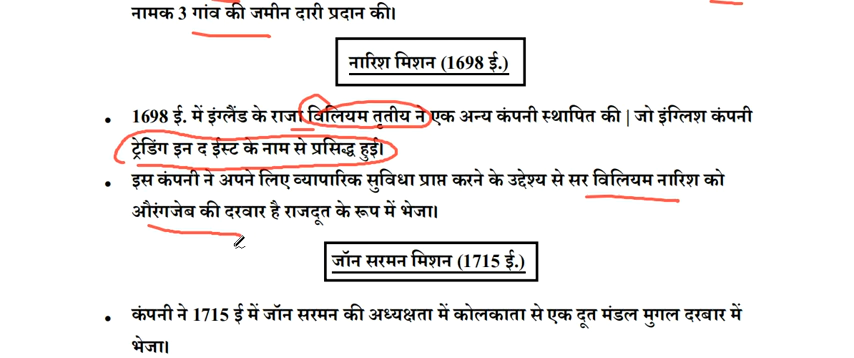 नामक 3 गांव की जमीन दारी प्रदान की।
नारिश मिशन (1698 ई.)
• 1698 ई. में इंग्लैंड के राजा विलियम तृतीय ने एक अन्य कंपनी स्थापित की | जो इंग्लिश कंपनी
ट्रेडिंग इन द ईस्ट के नाम से प्रसिद्ध हुई।
• इस कंपनी ने अपने लिए व्यापारिक सुविधा प्राप्त करने के उद्देश्य से सर विलियम नारिश को
औरंगजेब की दरबार है राजदूत के रूप में भेजा।
जॉन सरमन मिशन (1715 ई.)
• कंपनी ने 1715 ई में जॉन सरमन की अध्यक्षता में कोलकाता से एक दूत मंडल मुगल दरबार में
भेजा।